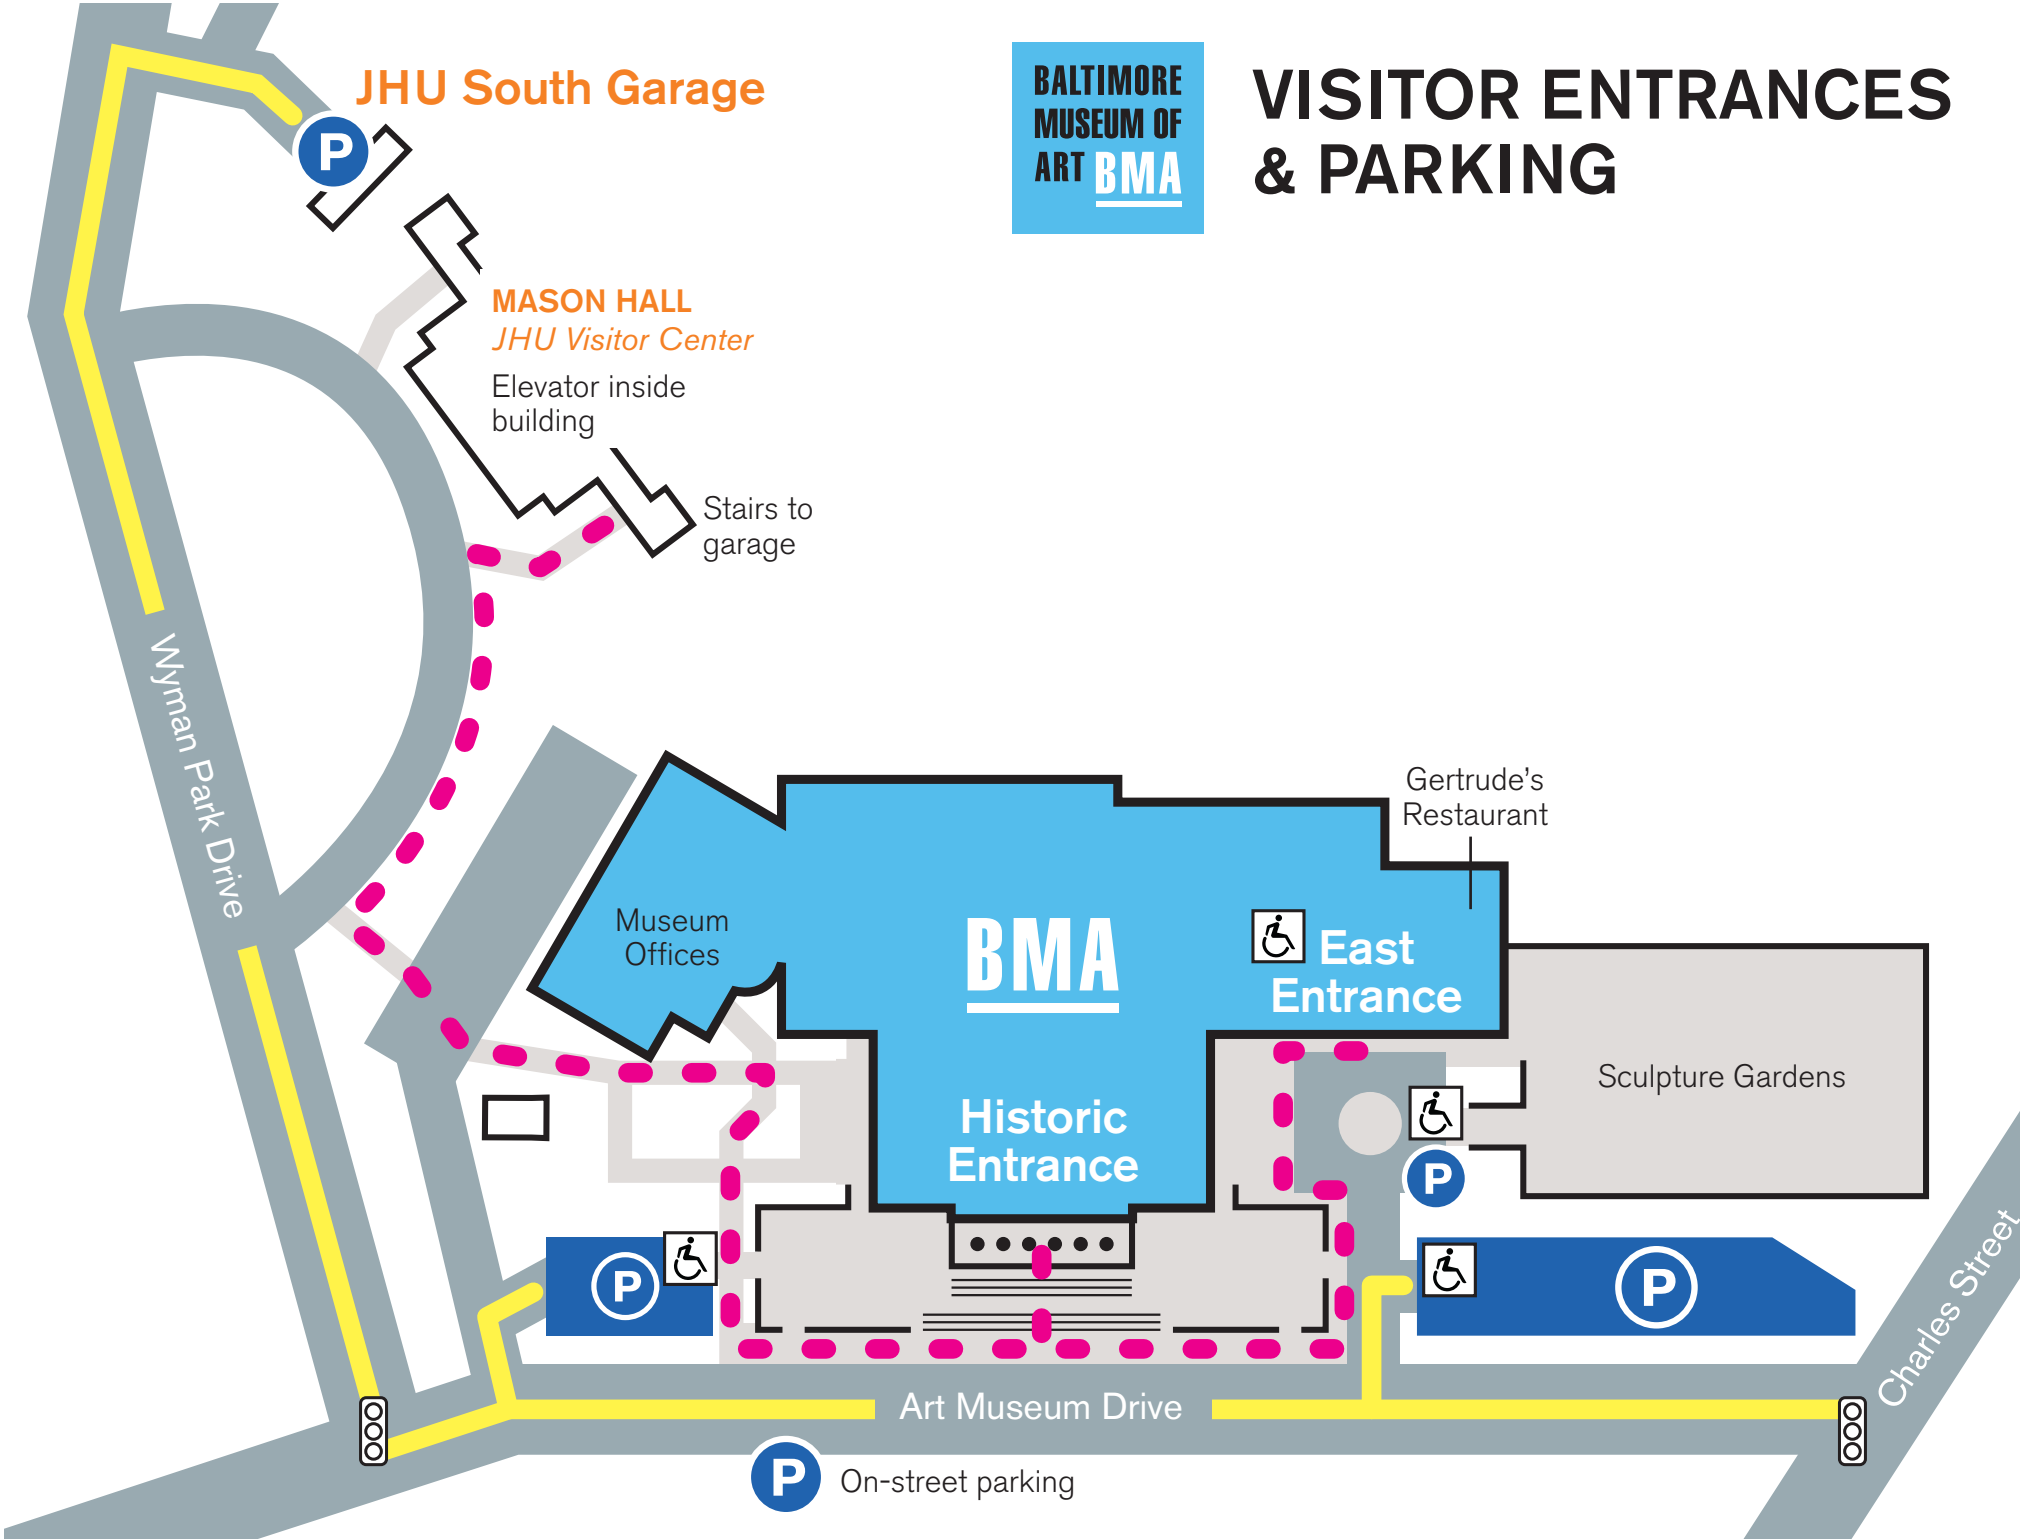 JHU South Garage
P
BALTIMORE
MUSEUM OF
ART BMA
VISITOR ENTRANCES
& PARKING
MASON HALL
JHU Visitor Center
Elevator inside
building
Stairs to
garage
Wyman Park Drive
Gertrude’s
Restaurant
Museum
Offices
BMA
East
Entrance
Sculpture Gardens
Historic
Entrance
P
P
P
Charles Street
Art Museum Drive
P
On-street parking